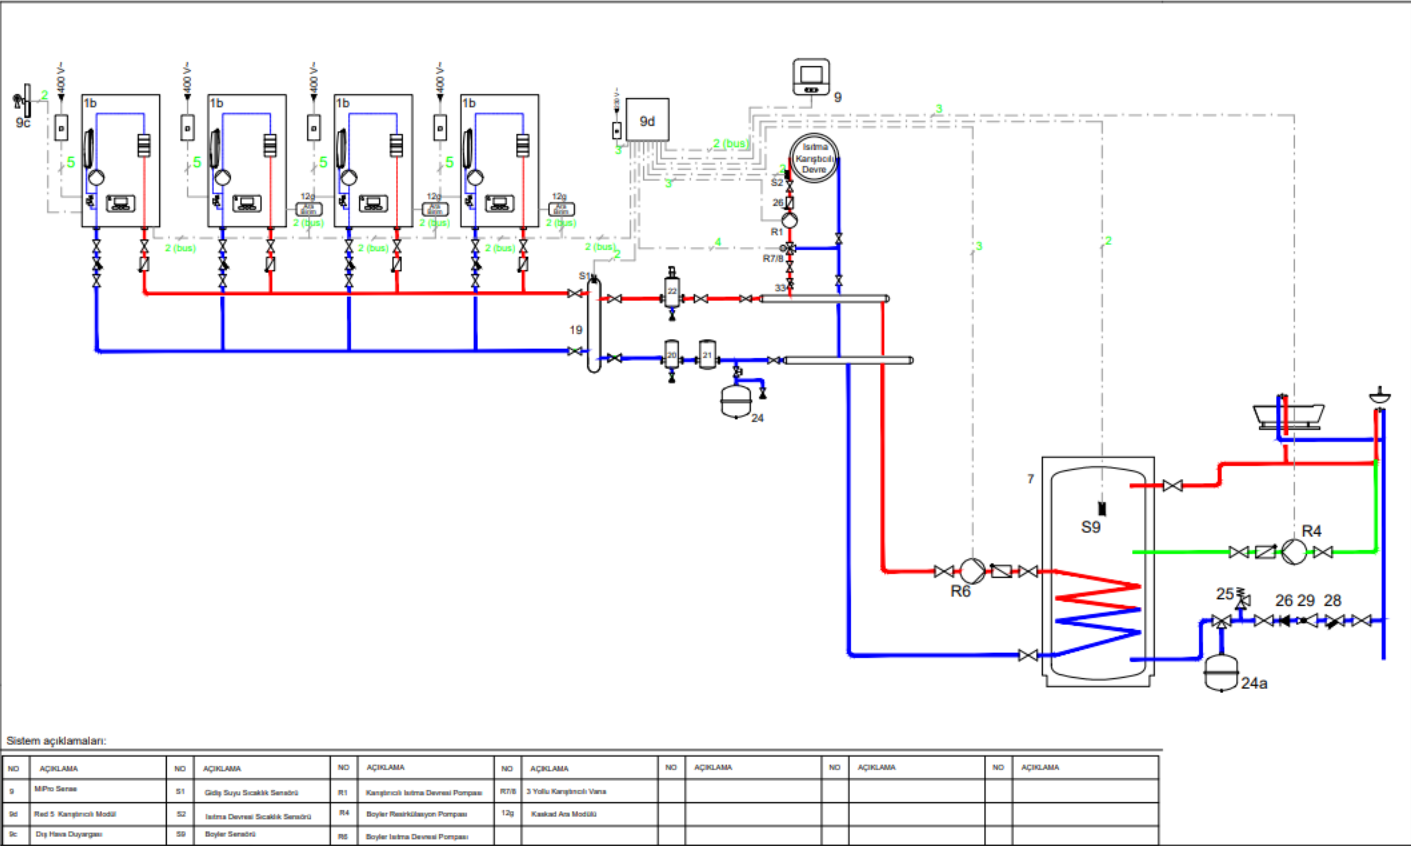 400 V~
400 V~
400 V~
400 V~
230 V~
2
9c
1b
1b
1b
1b
9d
9
3
5
5
5
5
3
2 (bus)
Isıtma
Karıştıcılı
Devre
2
S2
3
26
12g
Ara
Birim
12g
Ara
Birim
12g
Ara
Birim
2 (bus)
2 (bus)
2 (bus)
R1
2 (bus)
2 (bus)
2 (bus)
2 (bus)
2
4
R7/8
3
2
S1
22
33
19
20
21
24
7
S9
R4
R6
25
26
29
28
24a
Sistem açıklamaları:
NO AÇIKLAMA NO AÇIKLAMA NO AÇIKLAMA NO AÇIKLAMA NO AÇIKLAMA NO AÇIKLAMA NO AÇIKLAMA
9 MiPro Sense S1 Gidiş Suyu Sıcaklık Sensörü R1 Karıştırıcılı Isıtma Devresi Pompası R7/8 3 Yollu Karıştırıcılı Vana
9d Red 5 Karıştırıcılı Modül S2 Isıtma Devresi Sıcaklık Sensörü R4 Boyler Resirkülasyon Pompası 12g Kaskad Ara Modülü
9c Dış Hava Duyargası S9 Boyler Sensörü R6 Boyler Isıtma Devresi Pompası